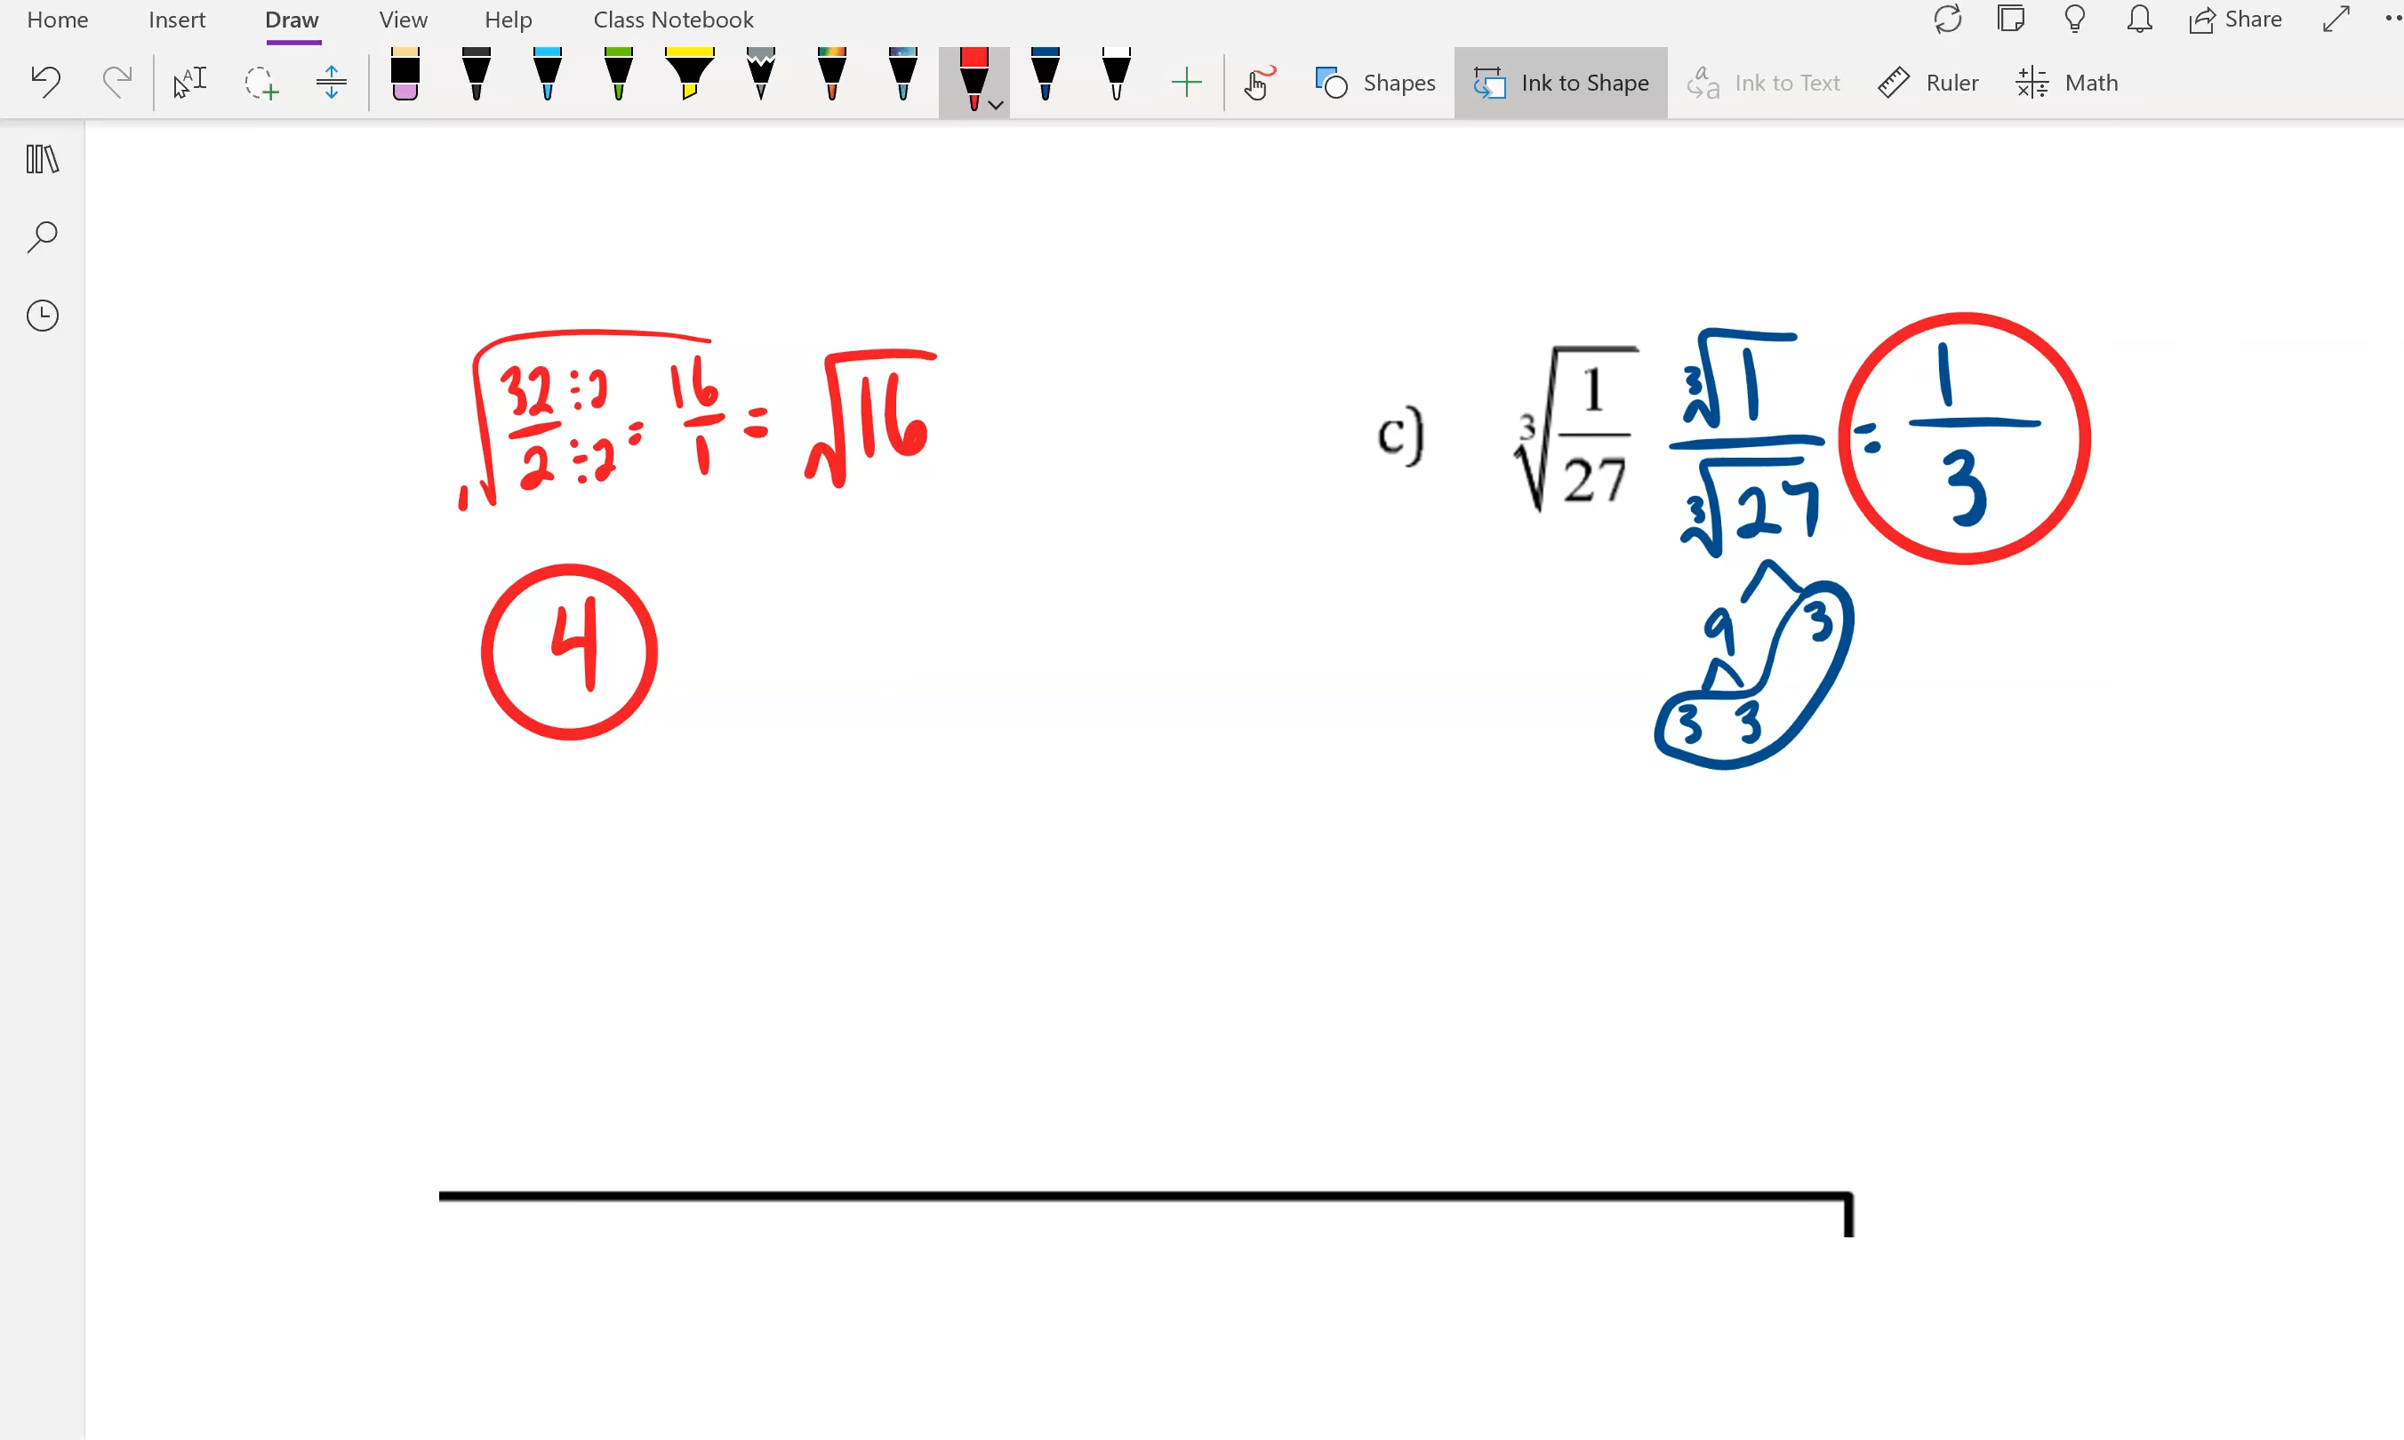 Home Insert Draw View Help Class Notebook Share
Shapes Ink to Shape Ink to Text Ruler Math
√(32÷2/2÷2 = 16/1 = √16
4
c) ∛(1/27) ∛1/∛27 = 1/3
9 3
3 3